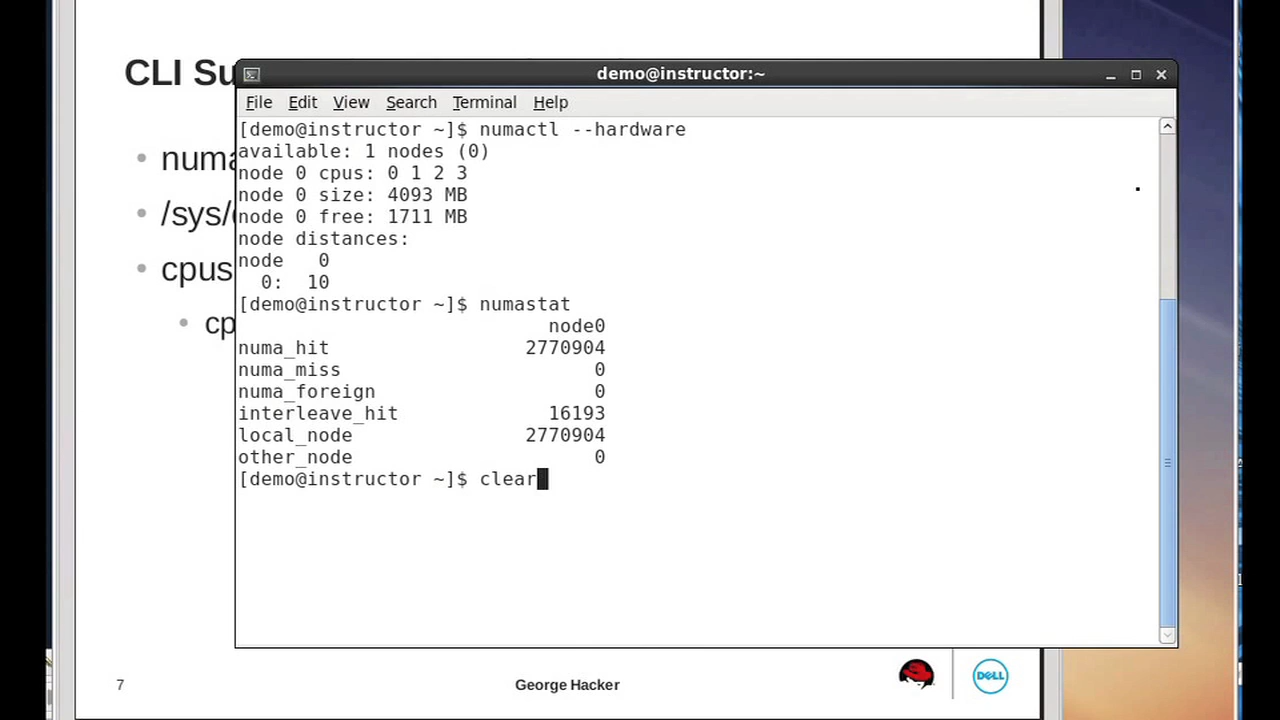 CLI Su
demo@instructor:~
File Edit View Search Terminal Help
[demo@instructor ~]$ numactl --hardware
available: 1 nodes (0)
node 0 cpus: 0 1 2 3
node 0 size: 4093 MB
node 0 free: 1711 MB
node distances:
node   0
  0:  10
[demo@instructor ~]$ numastat
                           node0
numa_hit                 2770904
numa_miss                      0
numa_foreign                   0
interleave_hit             16193
local_node               2770904
other_node                     0
[demo@instructor ~]$ clear
• numa
• /sys/
• cpus
• cp
7
George Hacker
DELL